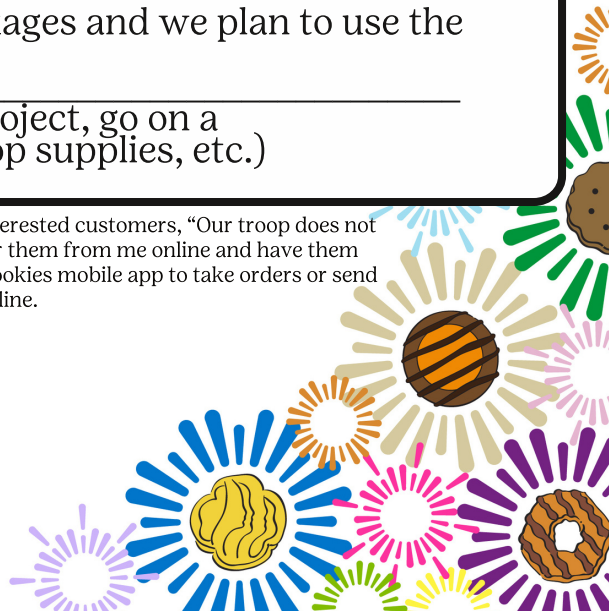 ages and we plan to use the
oject, go on a
op supplies, etc.)
erested customers, “Our troop does not
r them from me online and have them
ookies mobile app to take orders or send
line.